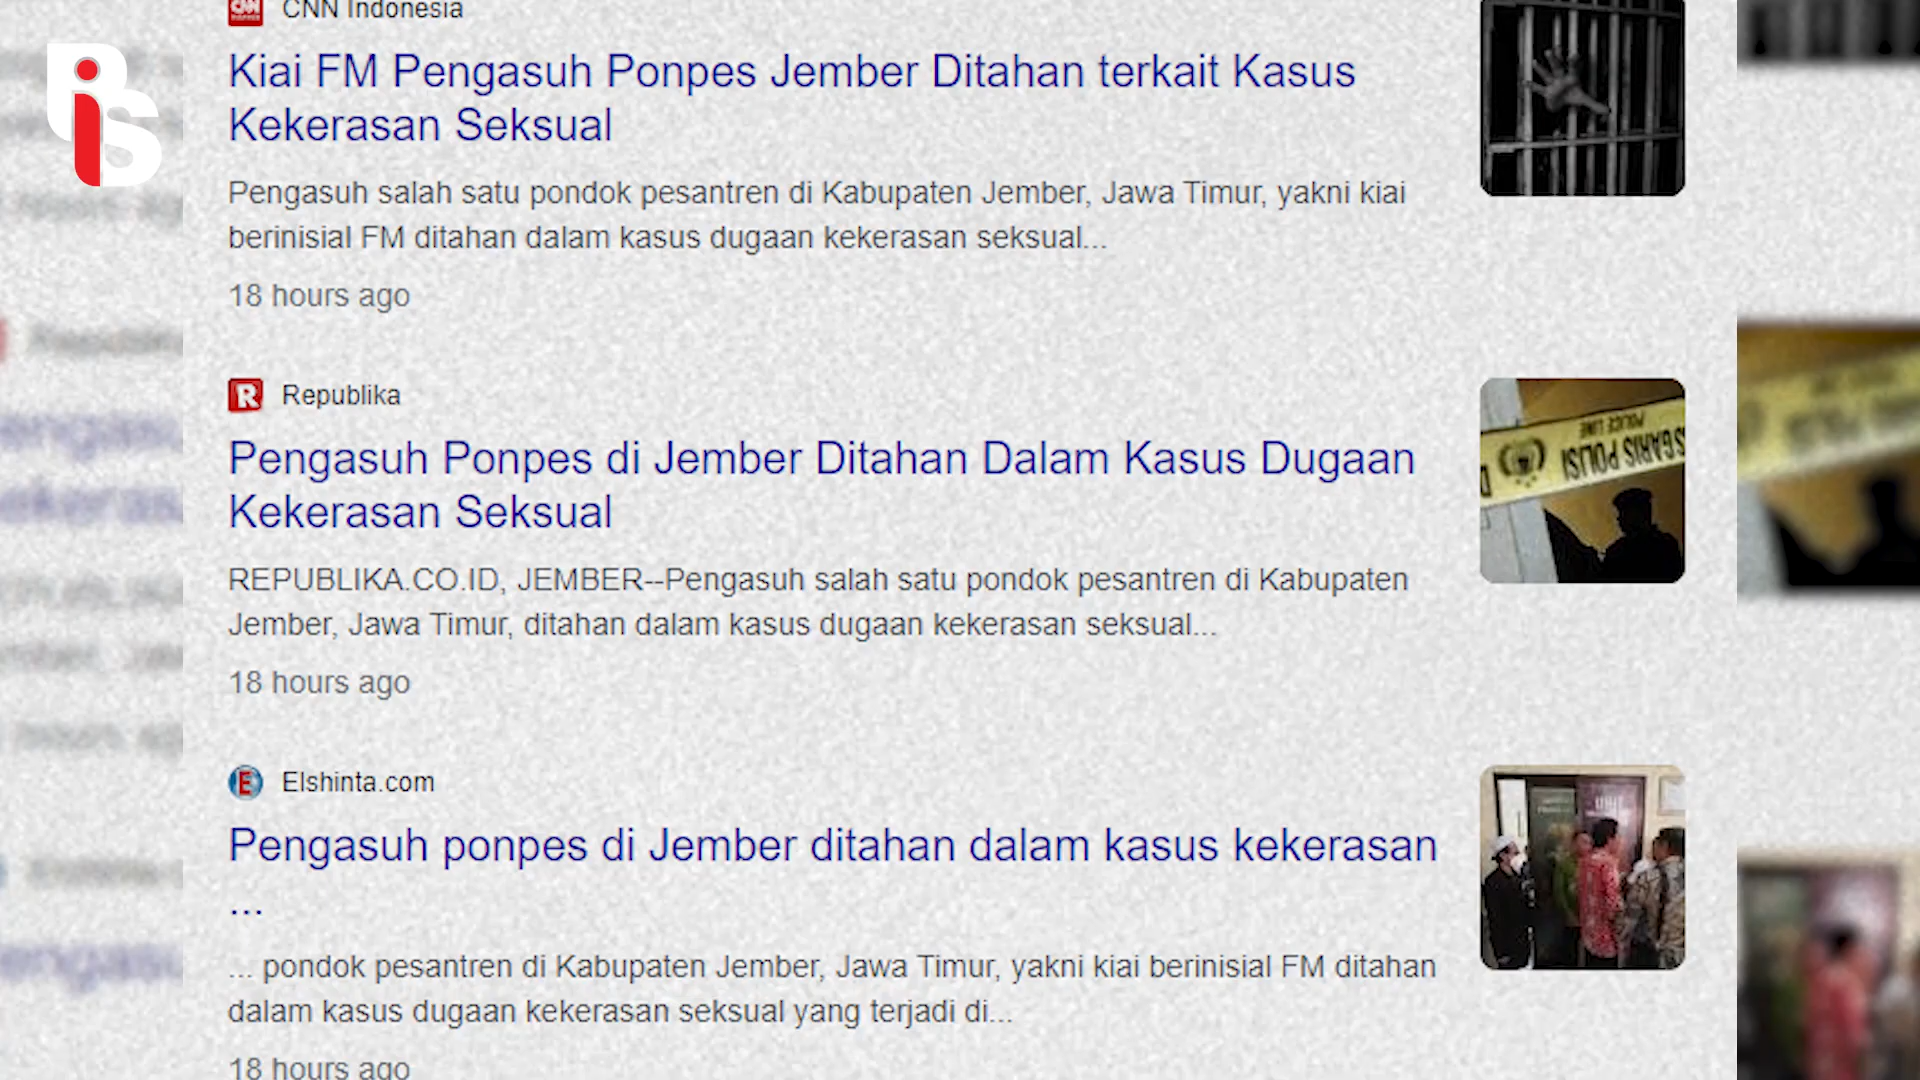 BIS
CNN Indonesia
Kiai FM Pengasuh Ponpes Jember Ditahan terkait Kasus
Kekerasan Seksual
Pengasuh salah satu pondok pesantren di Kabupaten Jember, Jawa Timur, yakni kiai
berinisial FM ditahan dalam kasus dugaan kekerasan seksual...
18 hours ago
Republika
Pengasuh Ponpes di Jember Ditahan Dalam Kasus Dugaan
Kekerasan Seksual
REPUBLIKA.CO.ID, JEMBER--Pengasuh salah satu pondok pesantren di Kabupaten
Jember, Jawa Timur, ditahan dalam kasus dugaan kekerasan seksual...
18 hours ago
POLICE LINE
GARIS POLISI
Elshinta.com
Pengasuh ponpes di Jember ditahan dalam kasus kekerasan
...
... pondok pesantren di Kabupaten Jember, Jawa Timur, yakni kiai berinisial FM ditahan
dalam kasus dugaan kekerasan seksual yang terjadi di...
18 hours ago